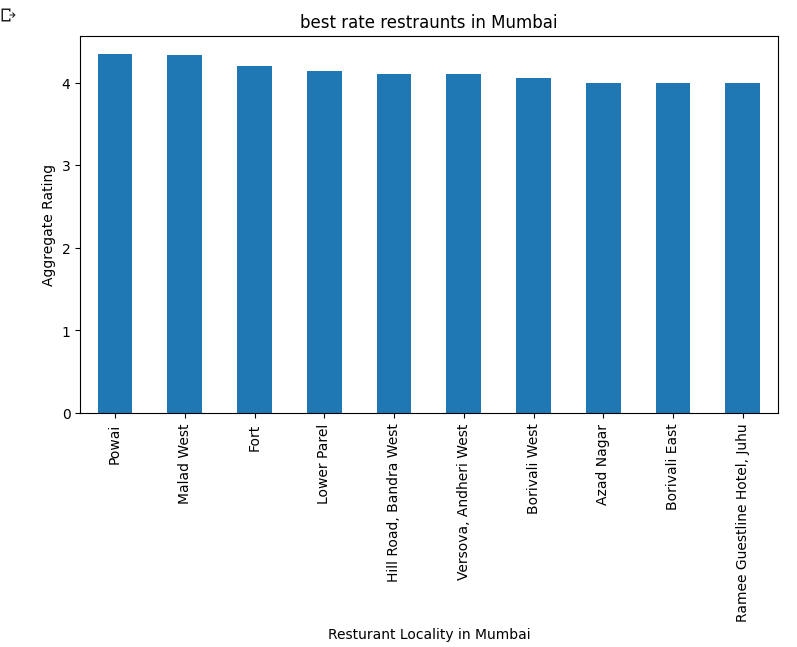 best rate restraunts in Mumbai
Aggregate Rating
4
3
2
1
0
Powai
Malad West
Fort
Lower Parel
Hill Road, Bandra West
Versova, Andheri West
Borivali West
Azad Nagar
Borivali East
Ramee Guestline Hotel, Juhu
Resturant Locality in Mumbai